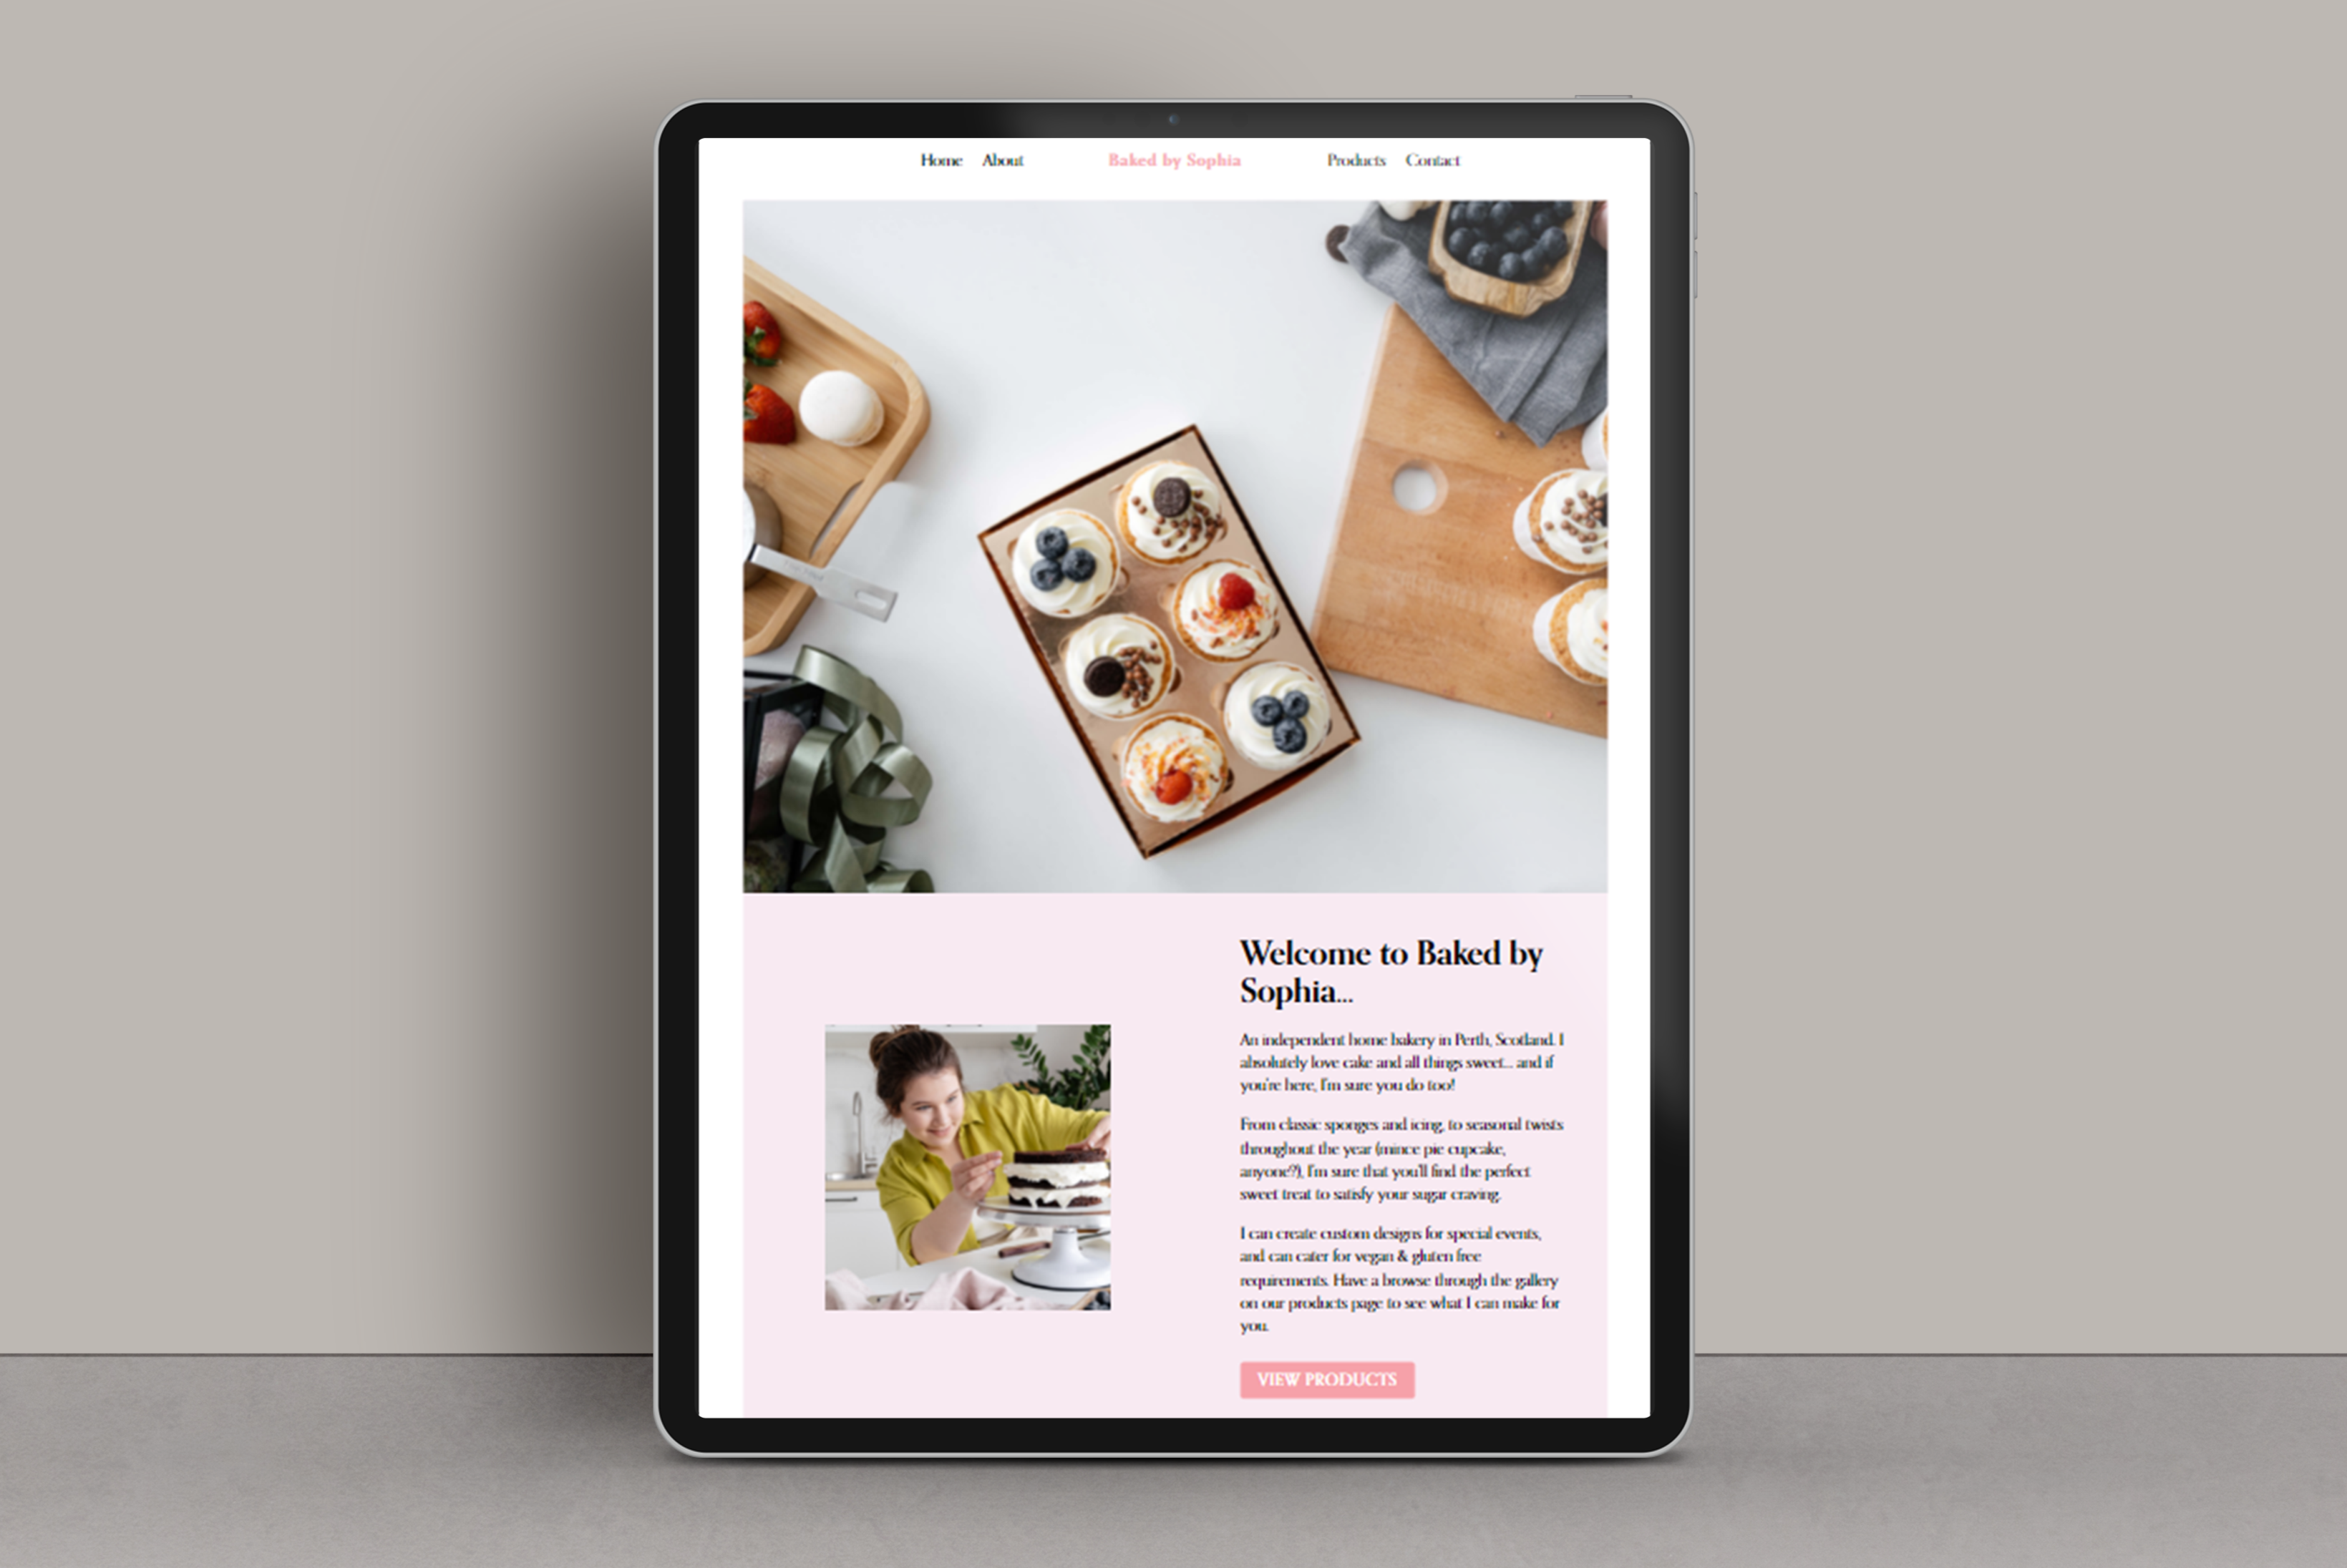 Home About Baked by Sophia Products Contact
Welcome to Baked by
Sophia...
An independent home bakery in Perth, Scotland. I
absolutely love cake and all things sweet... and if
you're here, I'm sure you do too!
From classic sponges and icing, to seasonal twists
throughout the year (mince pie cupcake,
anyone?), I'm sure that you'll find the perfect
sweet treat to satisfy your sugar craving.
I can create custom designs for special events,
and can cater for vegan & gluten free
requirements. Have a browse through the gallery
on our products page to see what I can make for
you.
VIEW PRODUCTS